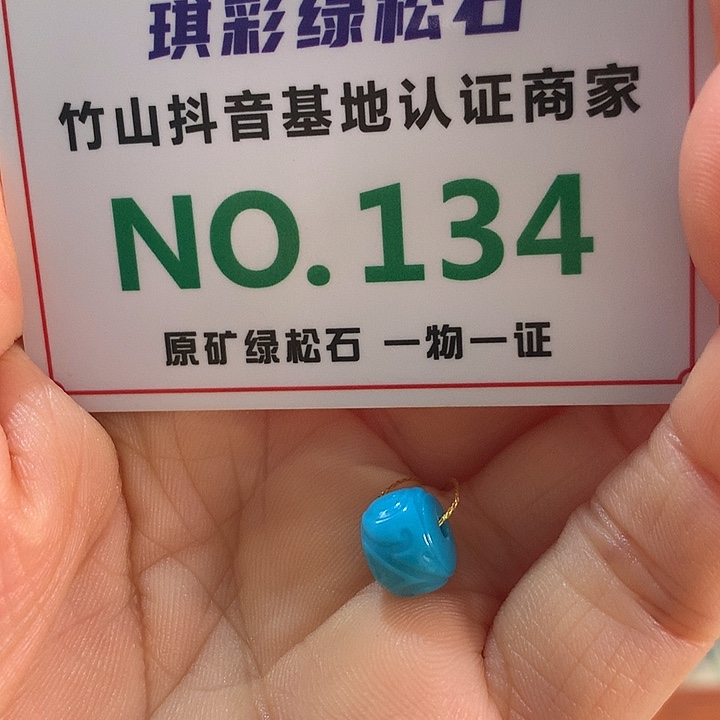 琪彩绿松石
竹山抖音基地认证商家
NO.134
原矿绿松石 一物一证